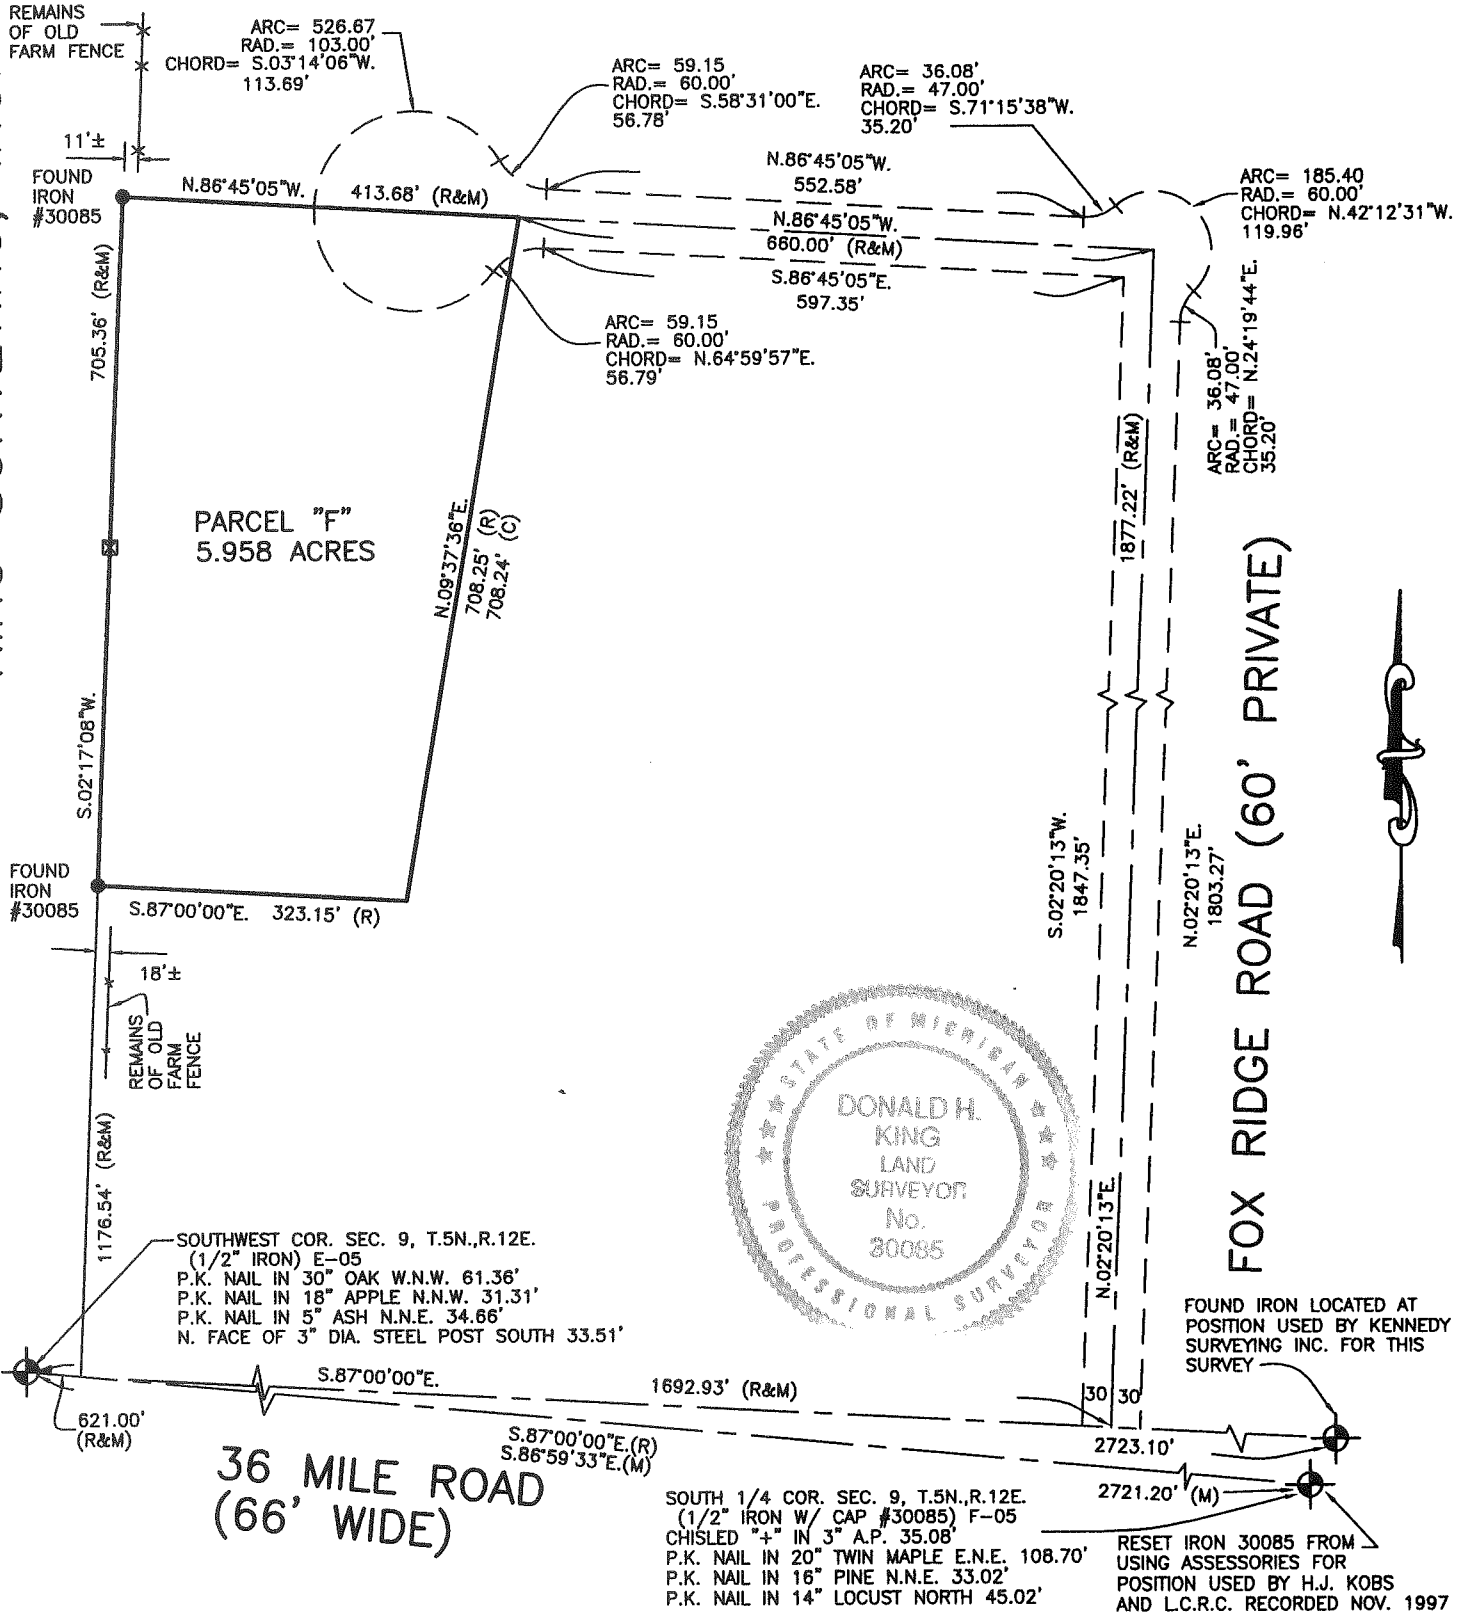 REMAINS
OF OLD
FARM FENCE
ARC= 526.67
RAD.= 103.00'
CHORD= S.03°14'06"W.
113.69'
ARC= 59.15
RAD.= 60.00'
CHORD= S.58°31'00"E.
56.78'
ARC= 36.08'
RAD.= 47.00'
CHORD= S.71°15'38"W.
35.20'
ARC= 185.40
RAD.= 60.00'
CHORD= N.42°12'31"W.
119.96'
11'±
FOUND
IRON
#30085
N.86°45'05"W. 413.68' (R&M)
N.86°45'05"W.
552.58'
N.86°45'05"W.
660.00' (R&M)
S.86°45'05"E.
597.35'
ARC= 59.15
RAD.= 60.00'
CHORD= N.64°59'57"E.
56.79'
ARC= 36.08'
RAD.= 47.00'
CHORD= N.24°19'44"E.
35.20'
705.36' (R&M)
S.02°17'08"W.
PARCEL "F"
5.958 ACRES
N.09°37'36"E.
708.25' (R)
708.24' (C)
1877.22' (R&M)
FOX RIDGE ROAD (60' PRIVATE)
S.02°20'13"W.
1847.35'
N.02°20'13"E.
1803.27'
FOUND
IRON
#30085
S.87°00'00"E. 323.15' (R)
18'±
REMAINS
OF OLD
FARM
FENCE
STATE OF MICHIGAN
DONALD H.
KING
LAND
SURVEYOR
No.
30085
PROFESSIONAL SURVEYOR
N.02°20'13"E.
1176.54' (R&M)
SOUTHWEST COR. SEC. 9, T.5N.,R.12E.
(1/2" IRON) E-05
P.K. NAIL IN 30" OAK W.N.W. 61.36'
P.K. NAIL IN 18" APPLE N.N.W. 31.31'
P.K. NAIL IN 5" ASH N.N.E. 34.66'
N. FACE OF 3" DIA. STEEL POST SOUTH 33.51'
FOUND IRON LOCATED AT
POSITION USED BY KENNEDY
SURVEYING INC. FOR THIS
SURVEY
S.87°00'00"E. 1692.93' (R&M)
30 30
621.00'
(R&M)
S.87°00'00"E.(R)
S.86°59'33"E.(M)
2723.10'
2721.20' (M)
36 MILE ROAD
(66' WIDE)
SOUTH 1/4 COR. SEC. 9, T.5N.,R.12E.
(1/2" IRON W/ CAP #30085) F-05
CHISLED "+" IN 3" A.P. 35.08'
P.K. NAIL IN 20" TWIN MAPLE E.N.E. 108.70'
P.K. NAIL IN 16" PINE N.N.E. 33.02'
P.K. NAIL IN 14" LOCUST NORTH 45.02'
RESET IRON 30085 FROM
USING ASSESSORIES FOR
POSITION USED BY H.J. KOBS
AND L.C.R.C. RECORDED NOV. 1997